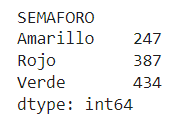 SEMAFORO
Amarillo    247
Rojo        387
Verde       434
dtype: int64